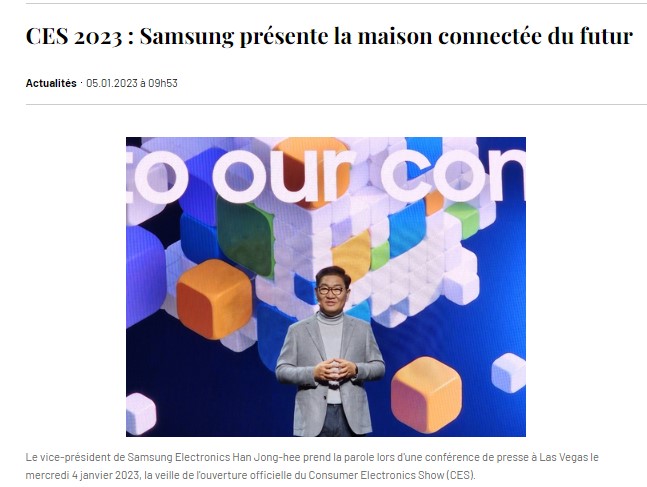 CES 2023 : Samsung présente la maison connectée du futur
Actualités · 05.01.2023 à 09h53
to our con
Le vice-président de Samsung Electronics Han Jong-hee prend la parole lors d'une conférence de presse à Las Vegas le
mercredi 4 janvier 2023, la veille de l'ouverture officielle du Consumer Electronics Show (CES).